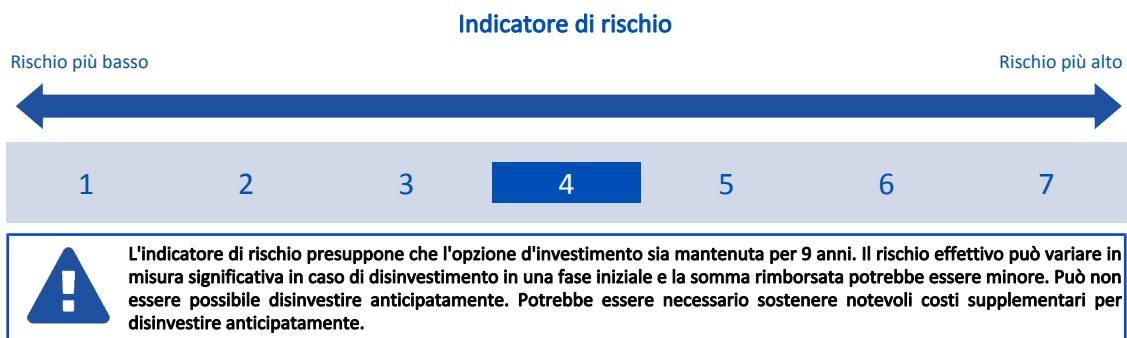 Indicatore di rischio
Rischio più basso
Rischio più alto
1 2 3 4 5 6 7
L'indicatore di rischio presuppone che l'opzione d'investimento sia mantenuta per 9 anni. Il rischio effettivo può variare in
misura significativa in caso di disinvestimento in una fase iniziale e la somma rimborsata potrebbe essere minore. Può non
essere possibile disinvestire anticipatamente. Potrebbe essere necessario sostenere notevoli costi supplementari per
disinvestire anticipatamente.